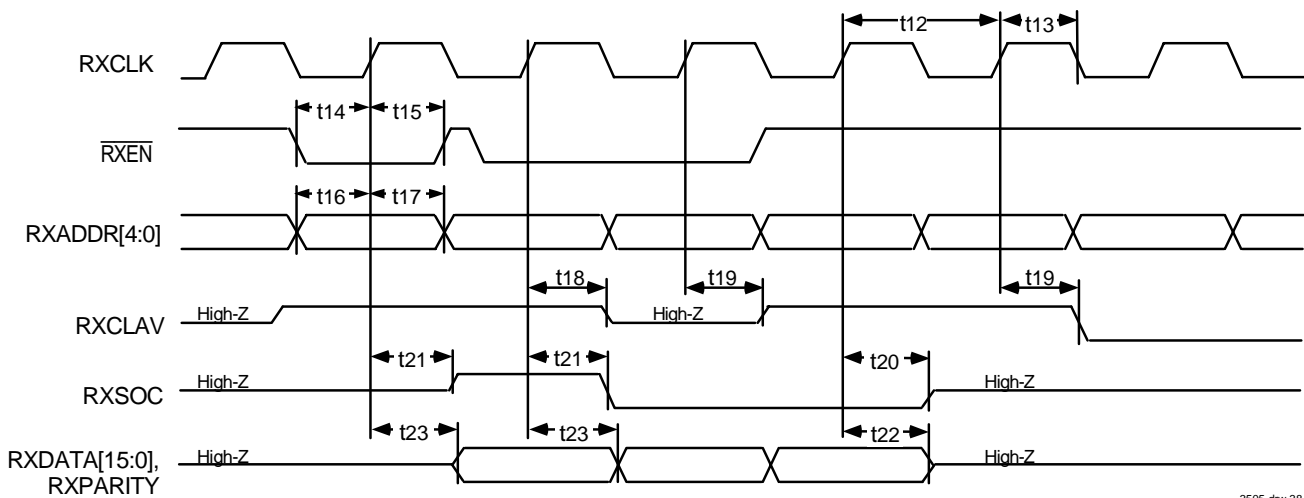 t12
t13
RXCLK
t14
t15
RXEN
t16
t17
RXADDR[4:0]
t18
t19
t19
RXCLAV
High-Z
High-Z
t21
t21
t20
RXSOC
High-Z
High-Z
t23
t23
t22
RXDATA[15:0],
RXPARITY
High-Z
High-Z